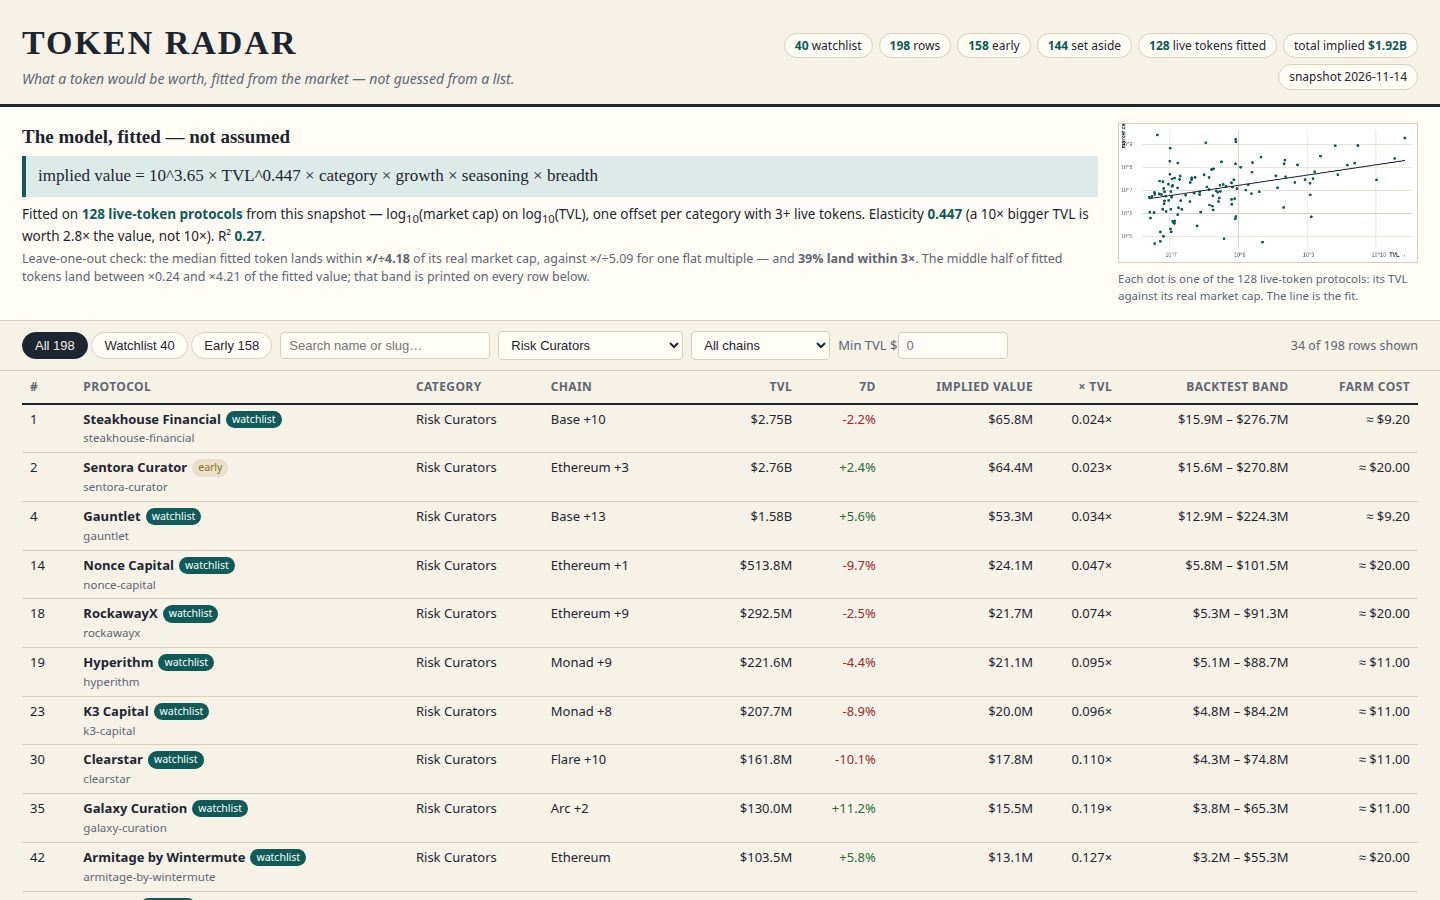 TOKEN RADAR
What a token would be worth, fitted from the market — not guessed from a list.
40 watchlist
198 rows
158 early
144 set aside
128 live tokens fitted
total implied $1.92B
snapshot 2026-11-14
The model, fitted — not assumed
implied value = 10^3.65 × TVL^0.447 × category × growth × seasoning × breadth
Fitted on 128 live-token protocols from this snapshot — log10(market cap) on log10(TVL), one offset per category with 3+ live tokens. Elasticity 0.447 (a 10× bigger TVL is
worth 2.8× the value, not 10×). R² 0.27.
Leave-one-out check: the median fitted token lands within ×/÷4.18 of its real market cap, against ×/÷5.09 for one flat multiple — and 39% land within 3×. The middle half of fitted
tokens land between ×0.24 and ×4.21 of the fitted value; that band is printed on every row below.
10^7 10^8 10^9 10^10 TVL
Each dot is one of the 128 live-token protocols: its TVL
against its real market cap. The line is the fit.
All 198 Watchlist 40 Early 158 Search name or slug… Risk Curators All chains Min TVL $ 0 34 of 198 rows shown
# PROTOCOL CATEGORY CHAIN TVL 7D IMPLIED VALUE × TVL BACKTEST BAND FARM COST
1 Steakhouse Financial watchlist Risk Curators Base +10 $2.75B -2.2% $65.8M 0.024× $15.9M – $276.7M ≈ $9.20
steakhouse-financial
2 Sentora Curator early Risk Curators Ethereum +3 $2.76B +2.4% $64.4M 0.023× $15.6M – $270.8M ≈ $20.00
sentora-curator
4 Gauntlet watchlist Risk Curators Base +13 $1.58B +5.6% $53.3M 0.034× $12.9M – $224.3M ≈ $9.20
gauntlet
14 Nonce Capital watchlist Risk Curators Ethereum +1 $513.8M -9.7% $24.1M 0.047× $5.8M – $101.5M ≈ $20.00
nonce-capital
18 RockawayX watchlist Risk Curators Ethereum +9 $292.5M -2.5% $21.7M 0.074× $5.3M – $91.3M ≈ $20.00
rockawayx
19 Hyperithm watchlist Risk Curators Monad +9 $221.6M -4.4% $21.1M 0.095× $5.1M – $88.7M ≈ $11.00
hyperithm
23 K3 Capital watchlist Risk Curators Monad +8 $207.7M -8.9% $20.0M 0.096× $4.8M – $84.2M ≈ $11.00
k3-capital
30 Clearstar watchlist Risk Curators Flare +10 $161.8M -10.1% $17.8M 0.110× $4.3M – $74.8M ≈ $11.00
clearstar
35 Galaxy Curation watchlist Risk Curators Arc +2 $130.0M +11.2% $15.5M 0.119× $3.8M – $65.3M ≈ $11.00
galaxy-curation
42 Armitage by Wintermute watchlist Risk Curators Ethereum $103.5M +5.8% $13.1M 0.127× $3.2M – $55.3M ≈ $20.00
armitage-by-wintermute